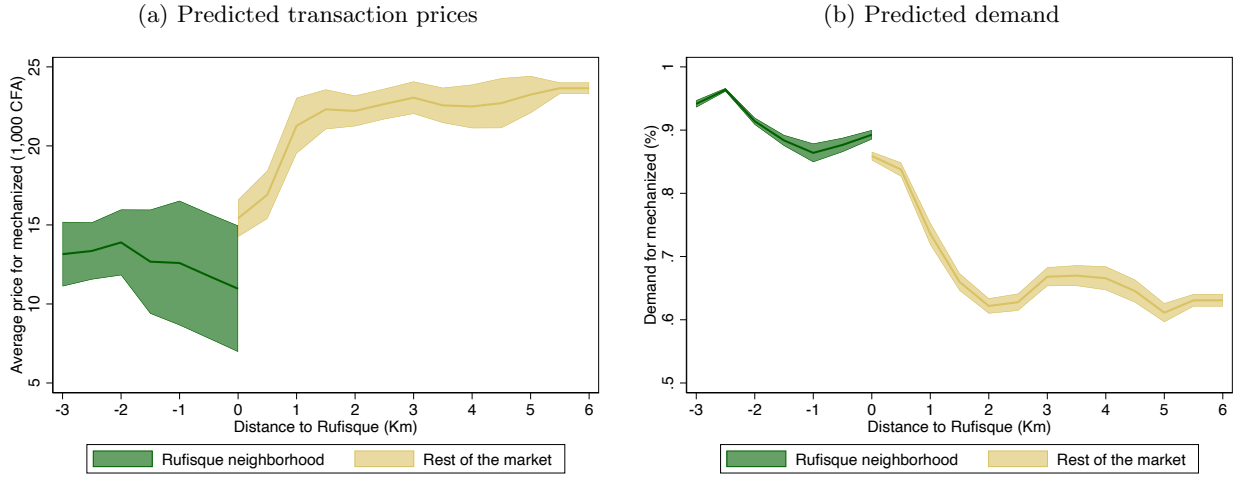 (a) Predicted transaction prices
Average price for mechanized (1,000 CFA)
25
20
15
10
5
-3 -2 -1 0 1 2 3 4 5 6
Distance to Rufisque (Km)
Rufisque neighborhood Rest of the market
(b) Predicted demand
Demand for mechanized (%)
1
.9
.8
.7
.6
.5
-3 -2 -1 0 1 2 3 4 5 6
Distance to Rufisque (Km)
Rufisque neighborhood Rest of the market